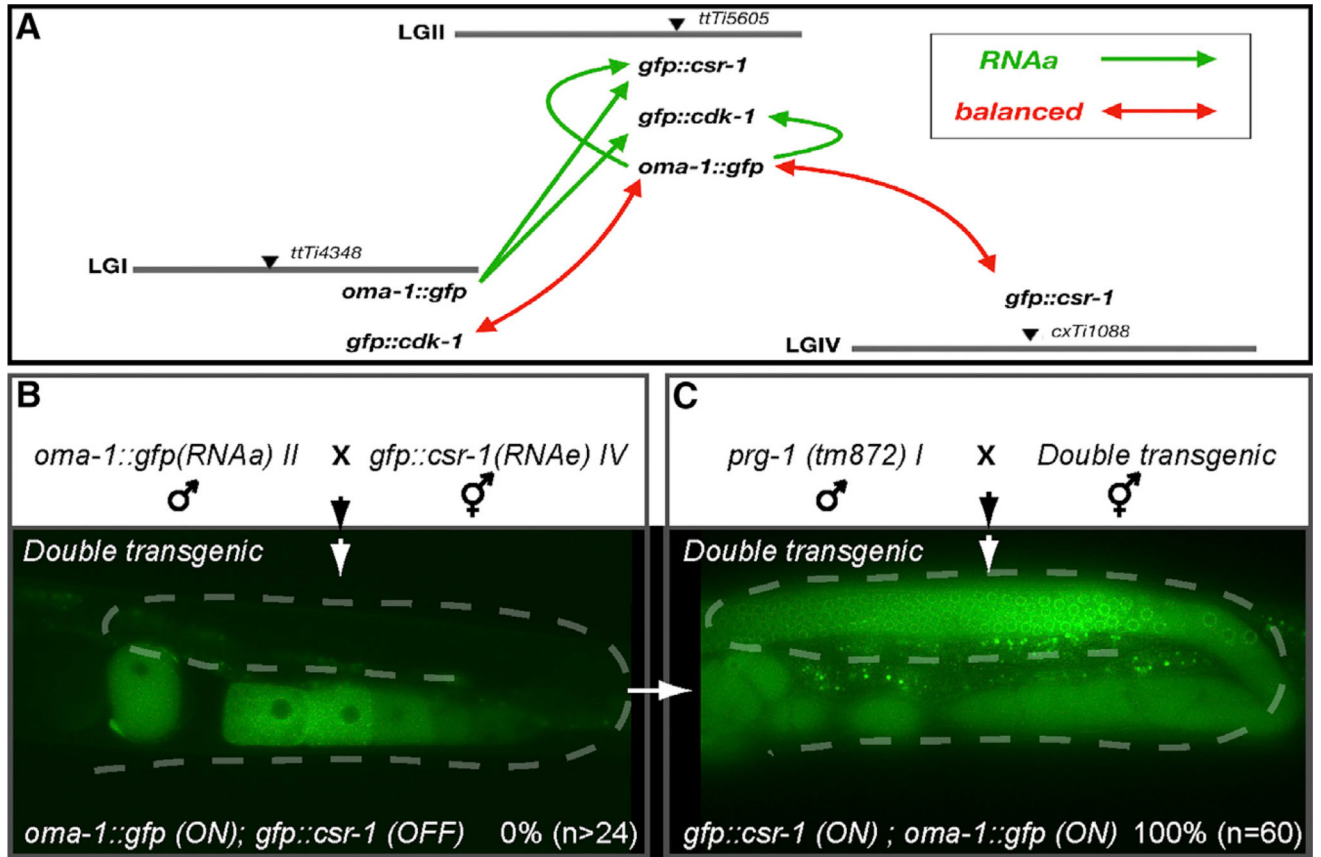 A
LGII
ttTi5605
gfp::csr-1
gfp::cdk-1
oma-1::gfp
RNAa
balanced
LGI
ttTi4348
oma-1::gfp
gfp::cdk-1
gfp::csr-1
LGIV
cxTi1088
B
oma-1::gfp(RNAa) II X gfp::csr-1(RNAe) IV
Double transgenic
oma-1::gfp (ON); gfp::csr-1 (OFF) 0% (n>24)
C
prg-1 (tm872) I X Double transgenic
Double transgenic
gfp::csr-1 (ON) ; oma-1::gfp (ON) 100% (n=60)